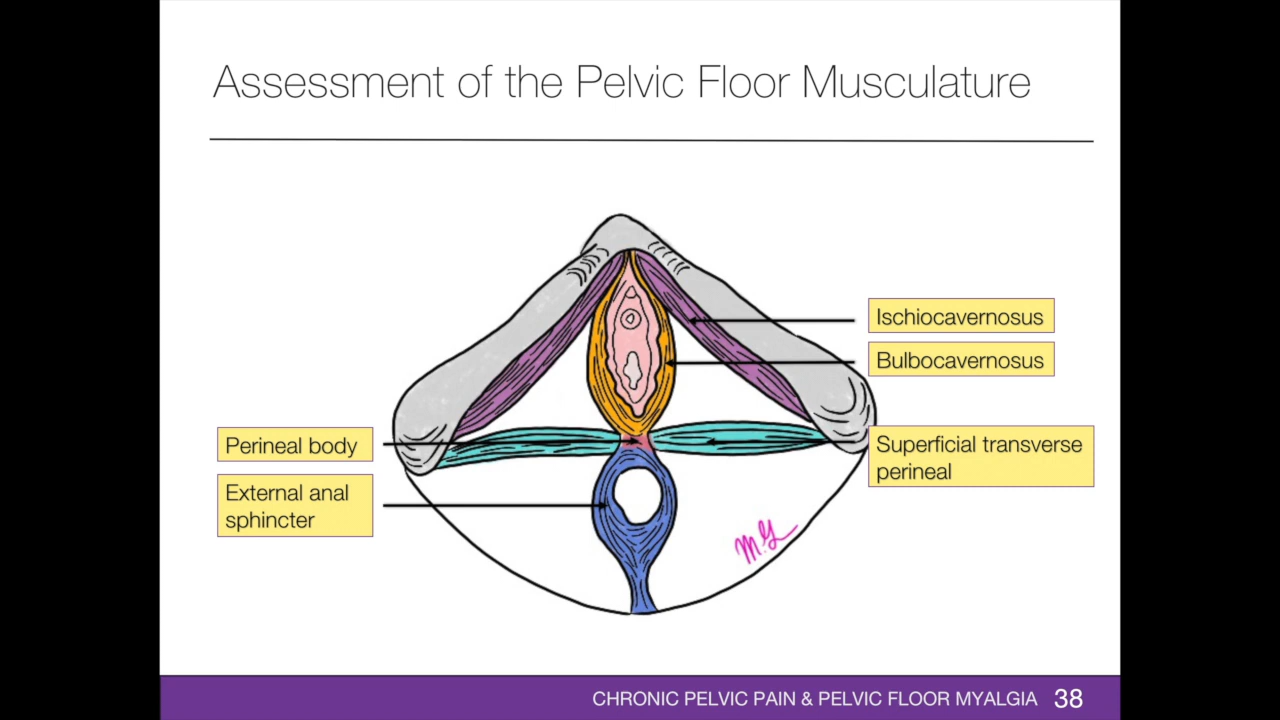 Assessment of the Pelvic Floor Musculature
Ischiocavernosus
Bulbocavernosus
Perineal body
Superficial transverse
perineal
External anal
sphincter
M.G
CHRONIC PELVIC PAIN & PELVIC FLOOR MYALGIA 38